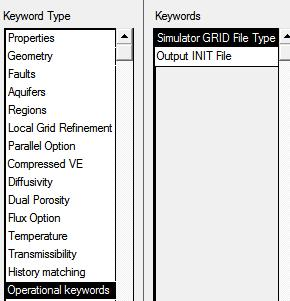 Keyword Type
Properties
Geometry
Faults
Aquifers
Regions
Local Grid Refinement
Parallel Option
Compressed VE
Diffusivity
Dual Porosity
Flux Option
Temperature
Transmissibility
History matching
Operational keywords
Keywords
Simulator GRID File Type
Output INIT File